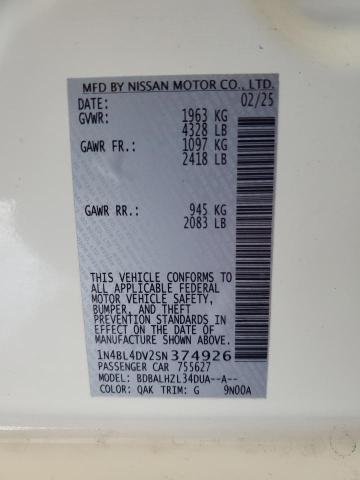 MFD BY NISSAN MOTOR CO., LTD.
DATE: 02/25
GVWR: 1963 KG
4328 LB
GAWR FR.: 1097 KG
2418 LB
GAWR RR.: 945 KG
2083 LB
THIS VEHICLE CONFORMS TO
ALL APPLICABLE FEDERAL
MOTOR VEHICLE SAFETY,
BUMPER, AND THEFT
PREVENTION STANDARDS
IN EFFECT ON THE DATE OF
MANUFACTURE SHOWN ABOVE.
1N4BL4DV2SN374926
PASSENGER CAR 755627
MODEL: BDBALHZL34DUA--A--
COLOR: QAK TRIM: G 9N00A